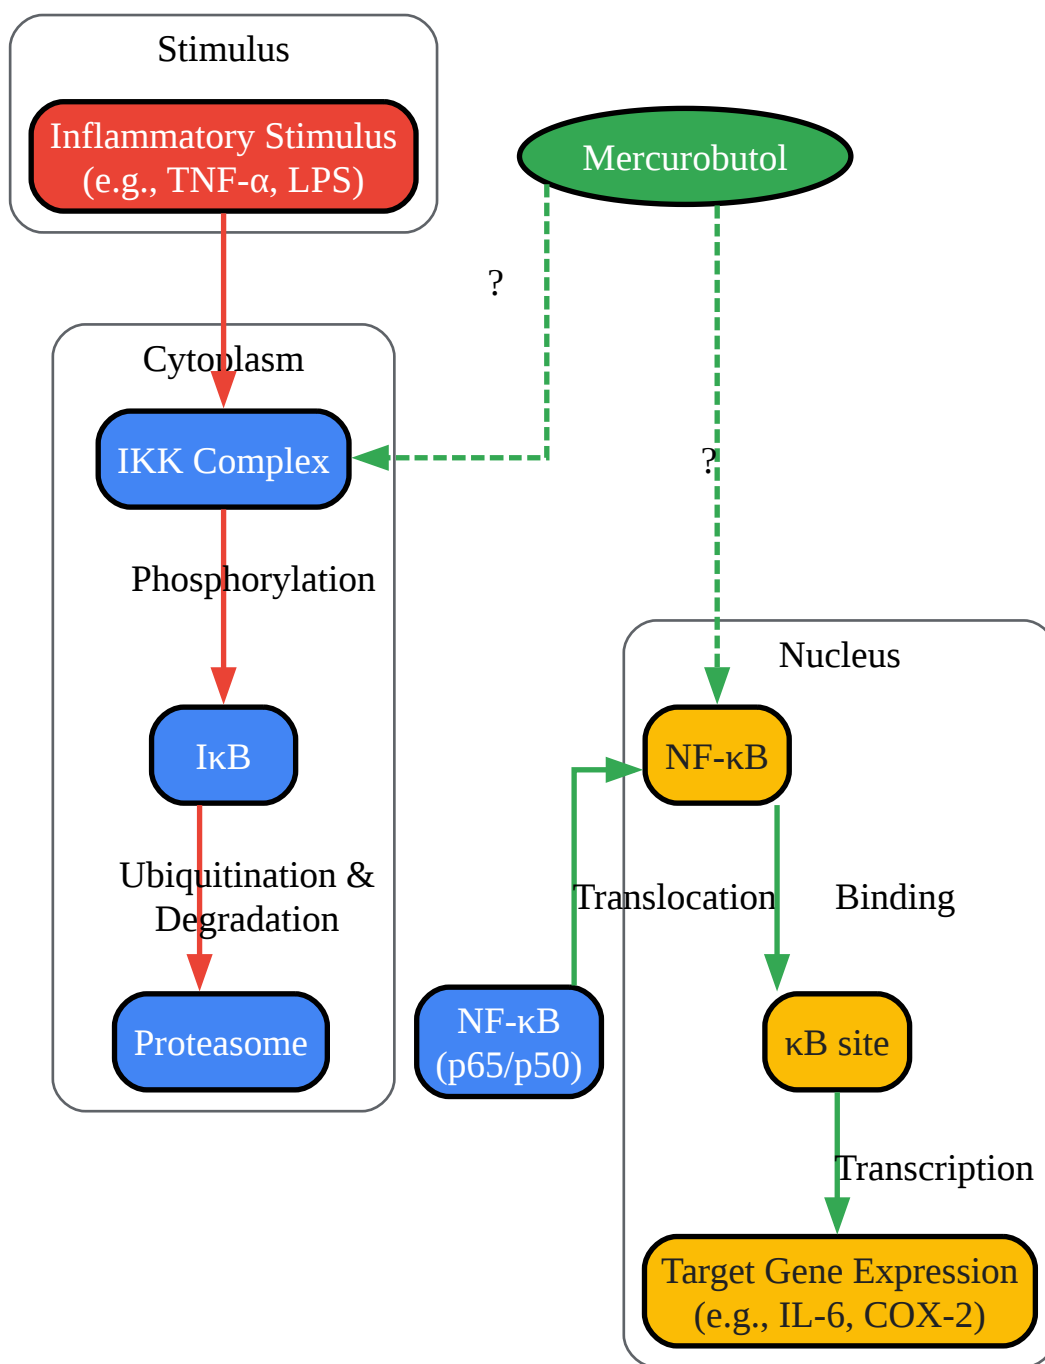 Stimulus
Inflammatory Stimulus
(e.g., TNF-α, LPS)
Mercurobutol
?
Cytoplasm
IKK Complex
?
Phosphorylation
Nucleus
IκB
NF-κB
Ubiquitination &
Degradation
Translocation
Binding
Proteasome
NF-κB
(p65/p50)
κB site
Transcription
Target Gene Expression
(e.g., IL-6, COX-2)